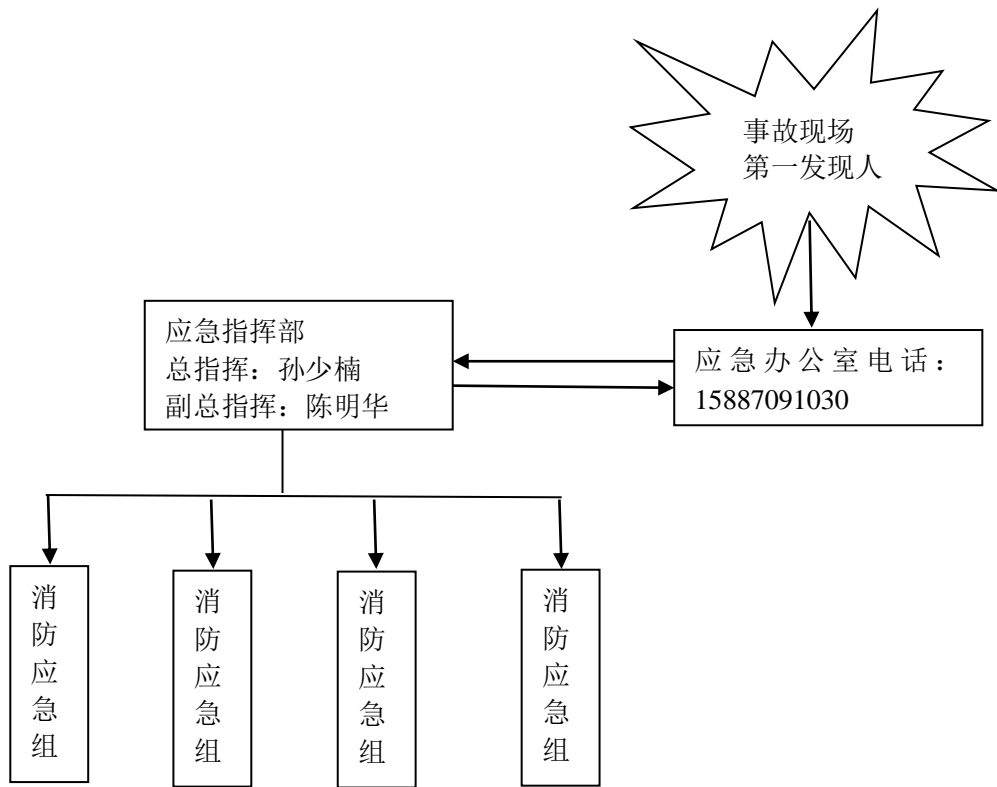 事故现场
第一发现人
应急指挥部
总指挥：孙少楠
副总指挥：陈明华
应急办公室电话：
15887091030
消防应急组
消防应急组
消防应急组
消防应急组